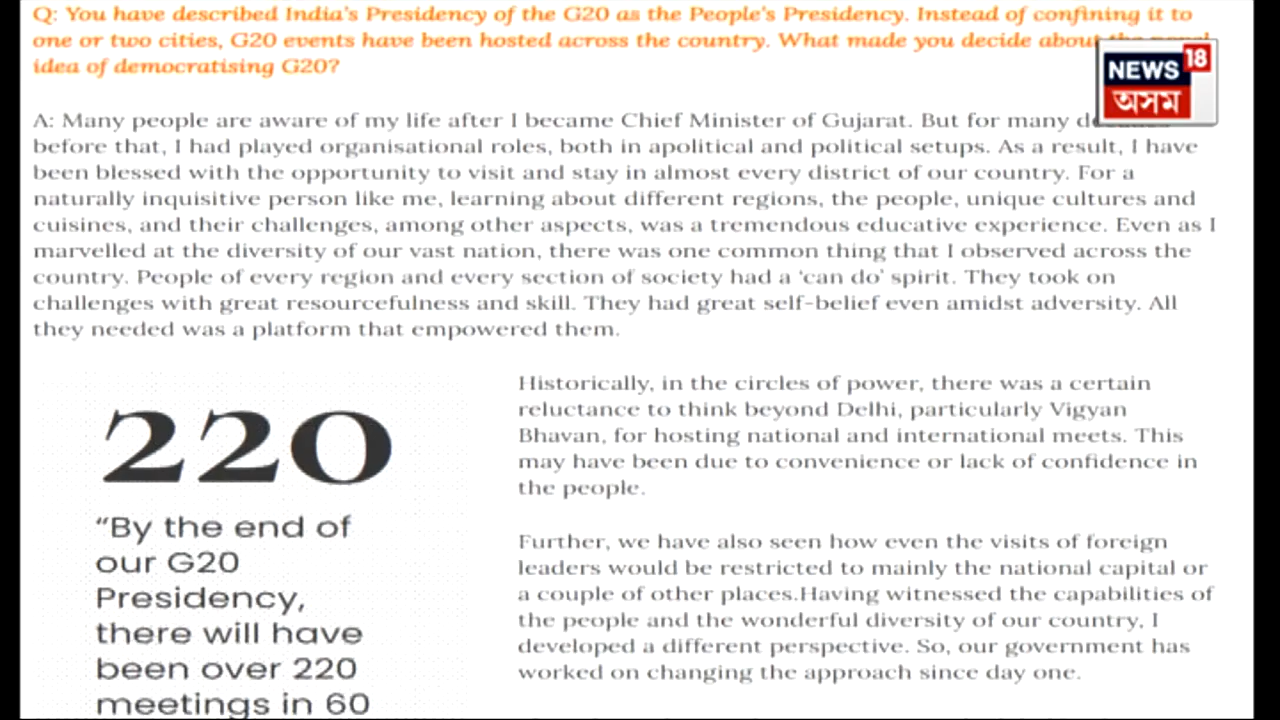 Q: You have described India's Presidency of the G20 as the People's Presidency. Instead of confining it to
one or two cities, G20 events have been hosted across the country. What made you decide about
idea of democratising G20?
NEWS 18
অসম
A: Many people are aware of my life after I became Chief Minister of Gujarat. But for many
before that, I had played organisational roles, both in apolitical and political setups. As a result, I have
been blessed with the opportunity to visit and stay in almost every district of our country. For a
naturally inquisitive person like me, learning about different regions, the people, unique cultures and
cuisines, and their challenges, among other aspects, was a tremendous educative experience. Even as I
marvelled at the diversity of our vast nation, there was one common thing that I observed across the
country. People of every region and every section of society had a 'can do' spirit. They took on
challenges with great resourcefulness and skill. They had great self-belief even amidst adversity. All
they needed was a platform that empowered them.
220
"By the end of
our G20
Presidency,
there will have
been over 220
meetings in 60
Historically, in the circles of power, there was a certain
reluctance to think beyond Delhi, particularly Vigyan
Bhavan, for hosting national and international meets. This
may have been due to convenience or lack of confidence in
the people.
Further, we have also seen how even the visits of foreign
leaders would be restricted to mainly the national capital or
a couple of other places.Having witnessed the capabilities of
the people and the wonderful diversity of our country, I
developed a different perspective. So, our government has
worked on changing the approach since day one.